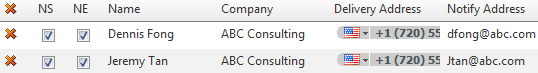 NS NE Name Company Delivery Address Notify Address
Dennis Fong ABC Consulting +1 (720) 55 dfong@abc.com
Jeremy Tan ABC Consulting +1 (720) 55 Jtan@abc.com